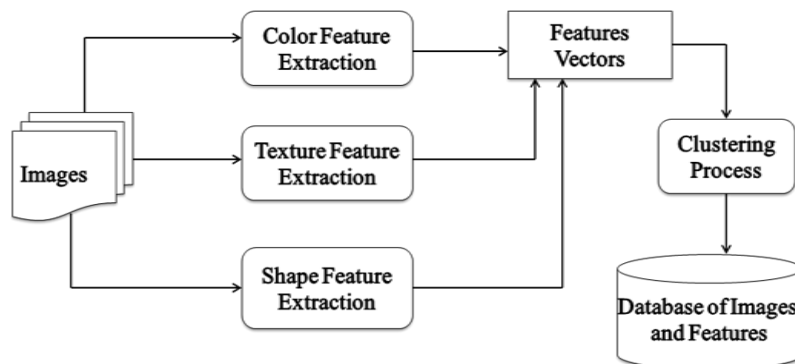 Color Feature
Extraction
Features
Vectors
Images
Texture Feature
Extraction
Clustering
Process
Shape Feature
Extraction
Database of Images
and Features